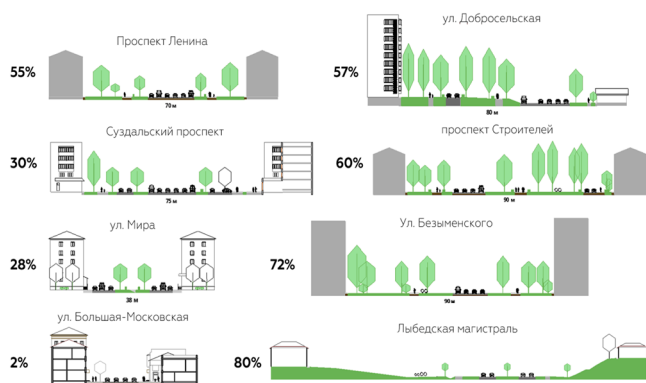 Проспект Ленина
55%
70 м
Суздальский проспект
30%
75 м
ул. Мира
28%
38 м
ул. Большая-Московская
2%
ул. Добросельская
57%
80 м
проспект Строителей
60%
90 м
Ул. Безыменского
72%
90 м
Лыбедская магистраль
80%